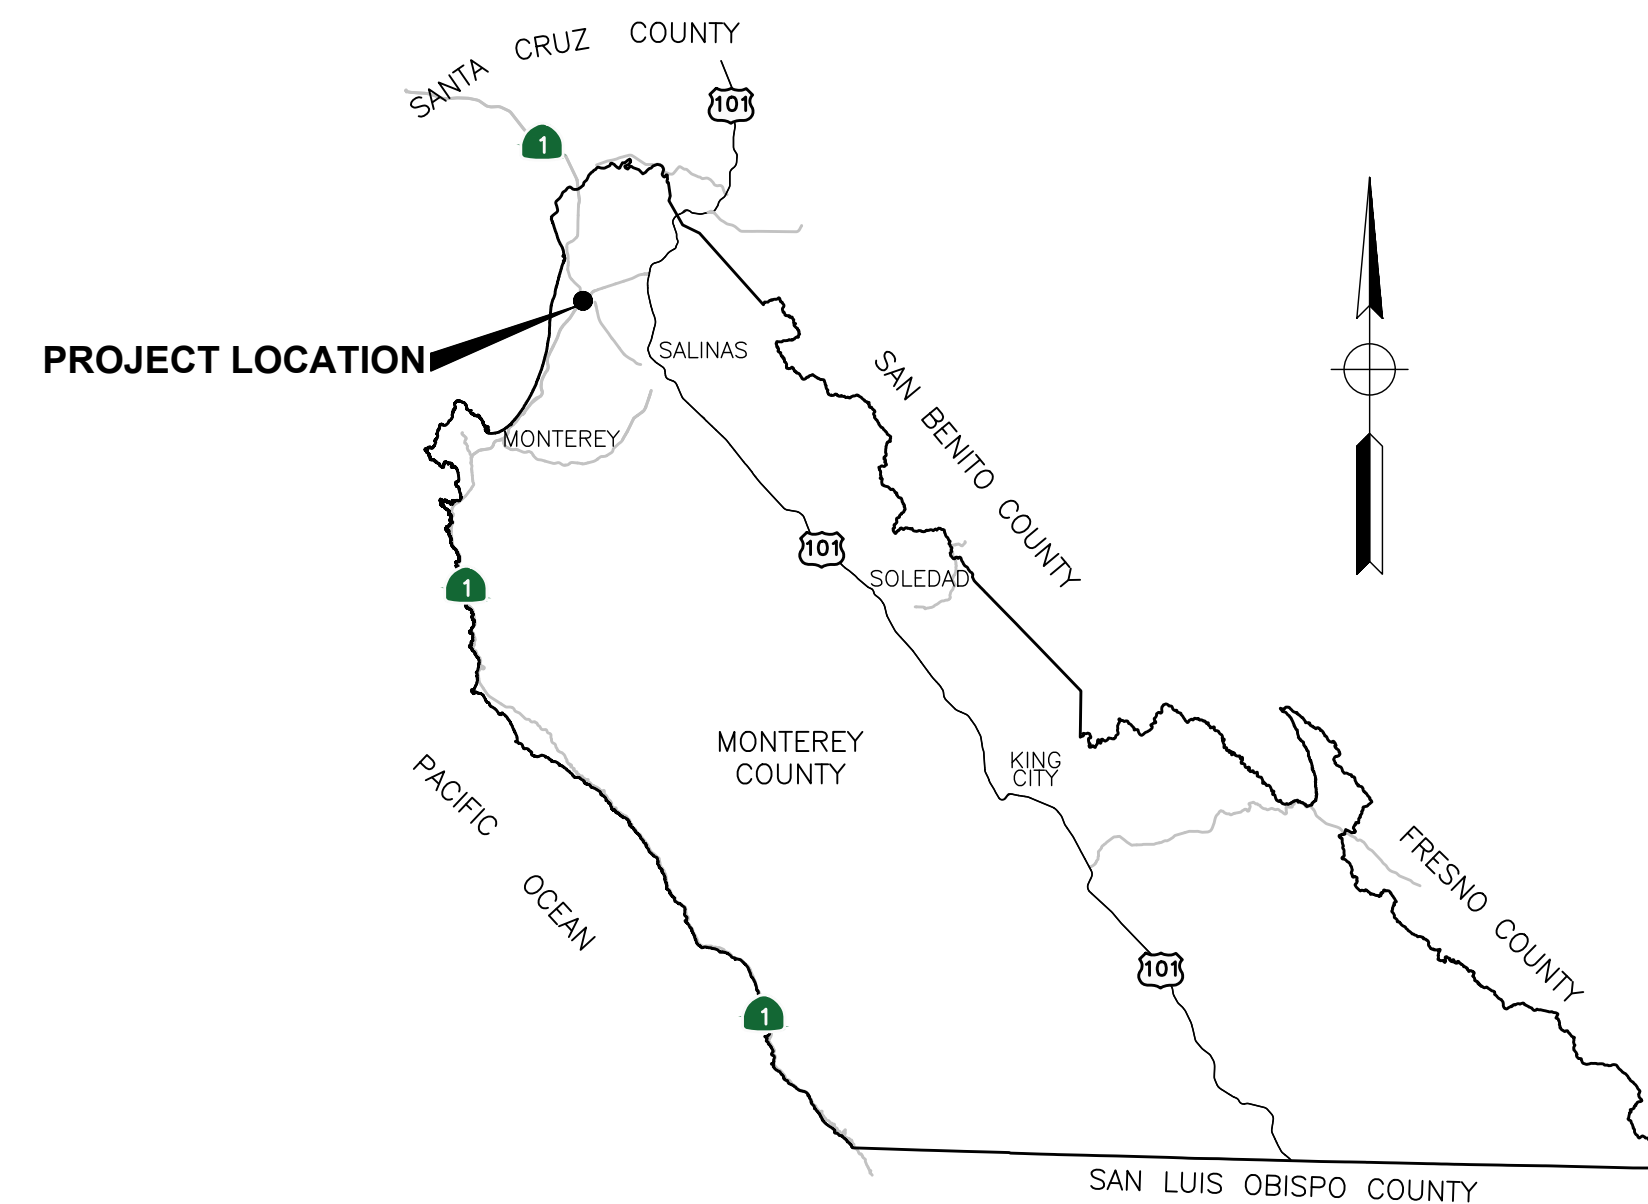 SANTA CRUZ COUNTY
101
1
PROJECT LOCATION
SALINAS
SAN BENITO COUNTY
MONTEREY
101
SOLEDAD
1
MONTEREY
COUNTY
KING
CITY
PACIFIC OCEAN
FRESNO COUNTY
101
1
SAN LUIS OBISPO COUNTY